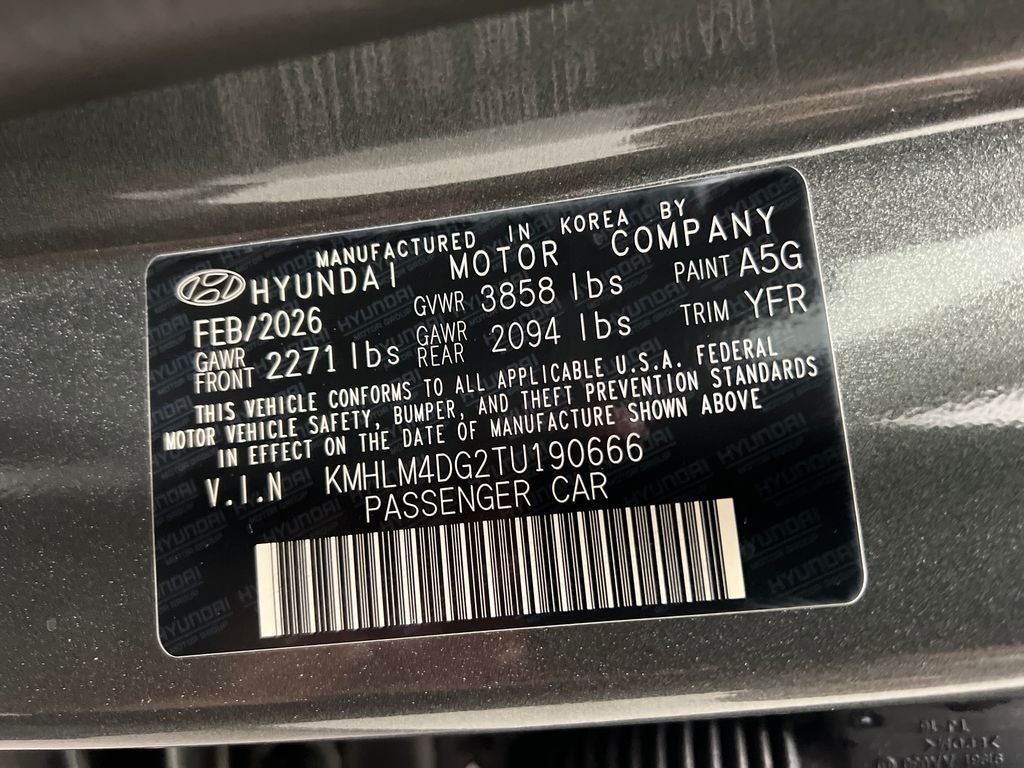 MANUFACTURED IN KOREA BY
HYUNDAI MOTOR COMPANY
FEB/2026 GVWR 3858 lbs PAINT A5G
GAWR FRONT 2271 lbs GAWR REAR 2094 lbs TRIM YFR
THIS VEHICLE CONFORMS TO ALL APPLICABLE U.S.A. FEDERAL
MOTOR VEHICLE SAFETY, BUMPER, AND THEFT PREVENTION STANDARDS
IN EFFECT ON THE DATE OF MANUFACTURE SHOWN ABOVE
V.I.N KMHLM4DG2TU190666
PASSENGER CAR